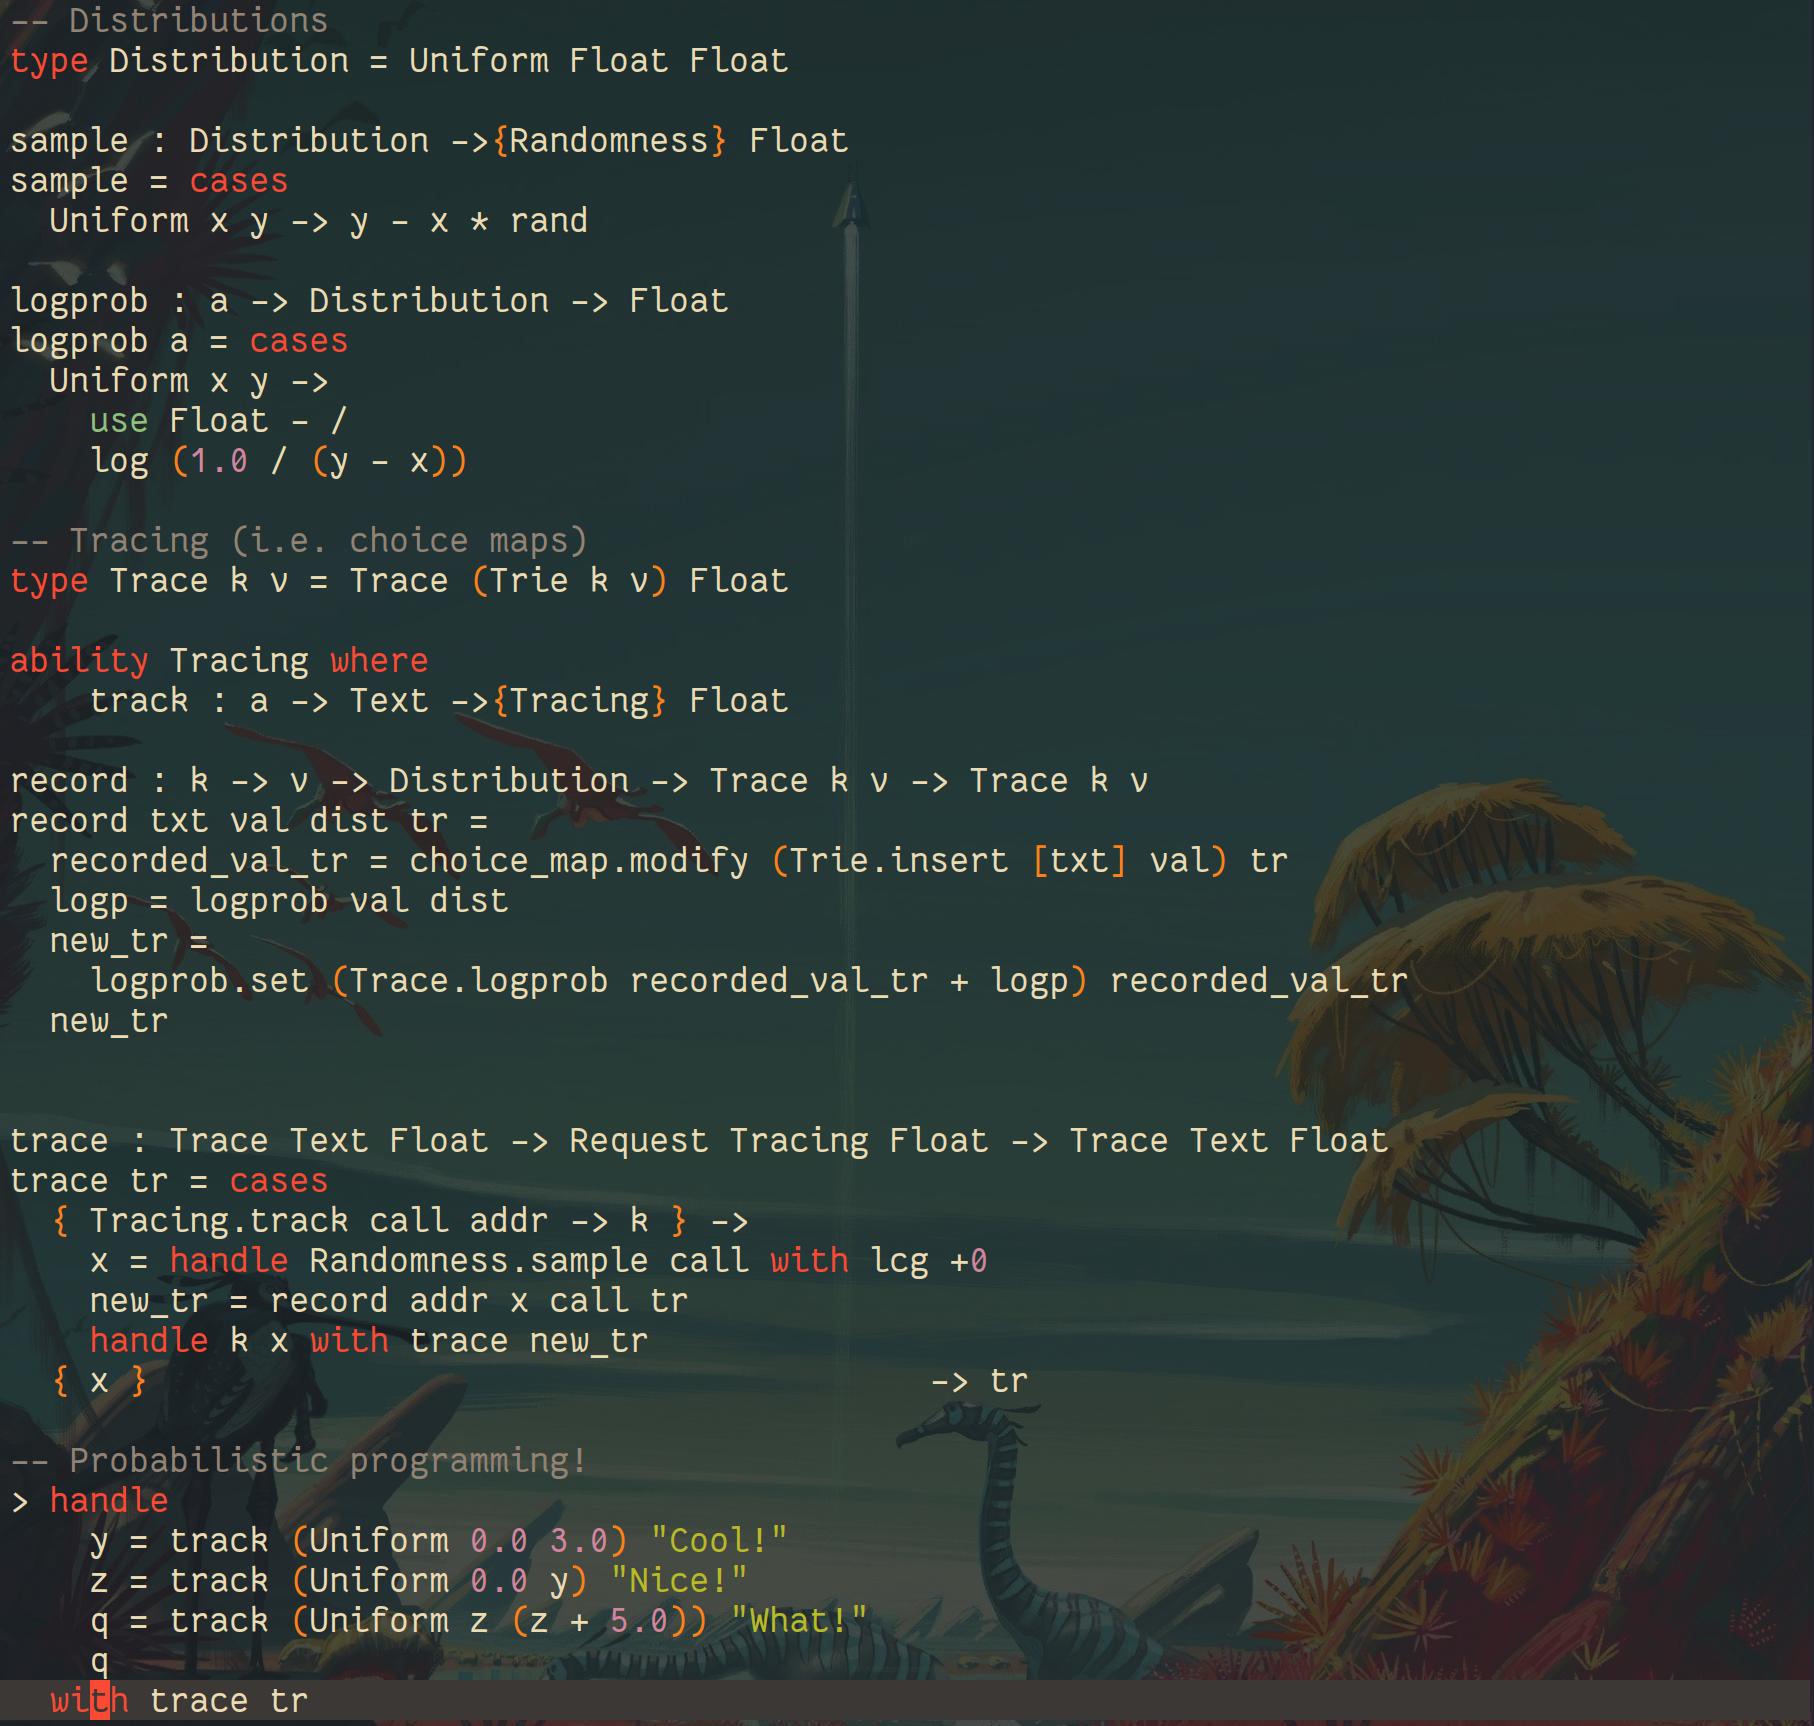 -- Distributions
type Distribution = Uniform Float Float
sample : Distribution ->{Randomness} Float
sample = cases
  Uniform x y -> y - x * rand
logprob : a -> Distribution -> Float
logprob a = cases
  Uniform x y ->
    use Float - /
    log (1.0 / (y - x))
-- Tracing (i.e. choice maps)
type Trace k v = Trace (Trie k v) Float
ability Tracing where
    track : a -> Text ->{Tracing} Float
record : k -> v -> Distribution -> Trace k v -> Trace k v
record txt val dist tr =
  recorded_val_tr = choice_map.modify (Trie.insert [txt] val) tr
  logp = logprob val dist
  new_tr =
    logprob.set (Trace.logprob recorded_val_tr + logp) recorded_val_tr
  new_tr
trace : Trace Text Float -> Request Tracing Float -> Trace Text Float
trace tr = cases
  { Tracing.track call addr -> k } ->
    x = handle Randomness.sample call with lcg +0
    new_tr = record addr x call tr
    handle k x with trace new_tr
  { x }                                       -> tr
-- Probabilistic programming!
> handle
    y = track (Uniform 0.0 3.0) "Cool!"
    z = track (Uniform 0.0 y) "Nice!"
    q = track (Uniform z (z + 5.0)) "What!"
    q
  with trace tr